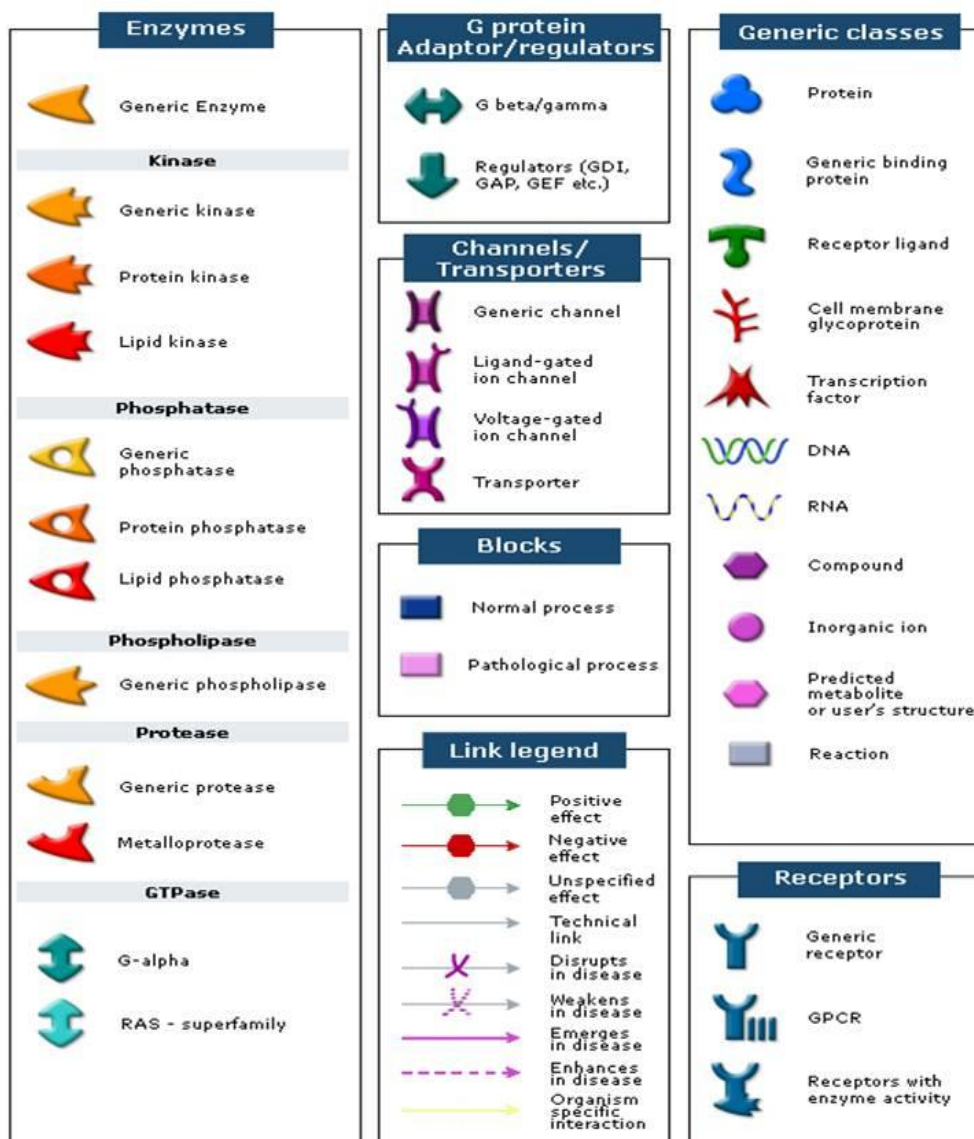 Enzymes
Generic Enzyme
Kinase
Generic kinase
Protein kinase
Lipid kinase
Phosphatase
Generic
phosphatase
Protein phosphatase
Lipid phosphatase
Phospholipase
Generic phospholipase
Protease
Generic protease
Metalloprotease
GTPase
G-alpha
RAS - superfamily
G protein
Adaptor/regulators
G beta/gamma
Regulators (GDI,
GAP, GEF etc.)
Channels/
Transporters
Generic channel
Ligand-gated
ion channel
Voltage-gated
ion channel
Transporter
Blocks
Normal process
Pathological process
Link legend
Positive
effect
Negative
effect
Unspecified
effect
Technical
link
Disrupts
in disease
Weakens
in disease
Emerges
in disease
Enhances
in disease
Organism
specific
interaction
Generic classes
Protein
Generic binding
protein
Receptor ligand
Cell membrane
glycoprotein
Transcription
factor
DNA
RNA
Compound
Inorganic ion
Predicted
metabolite
or user's structure
Reaction
Receptors
Generic
receptor
GPCR
Receptors with
enzyme activity